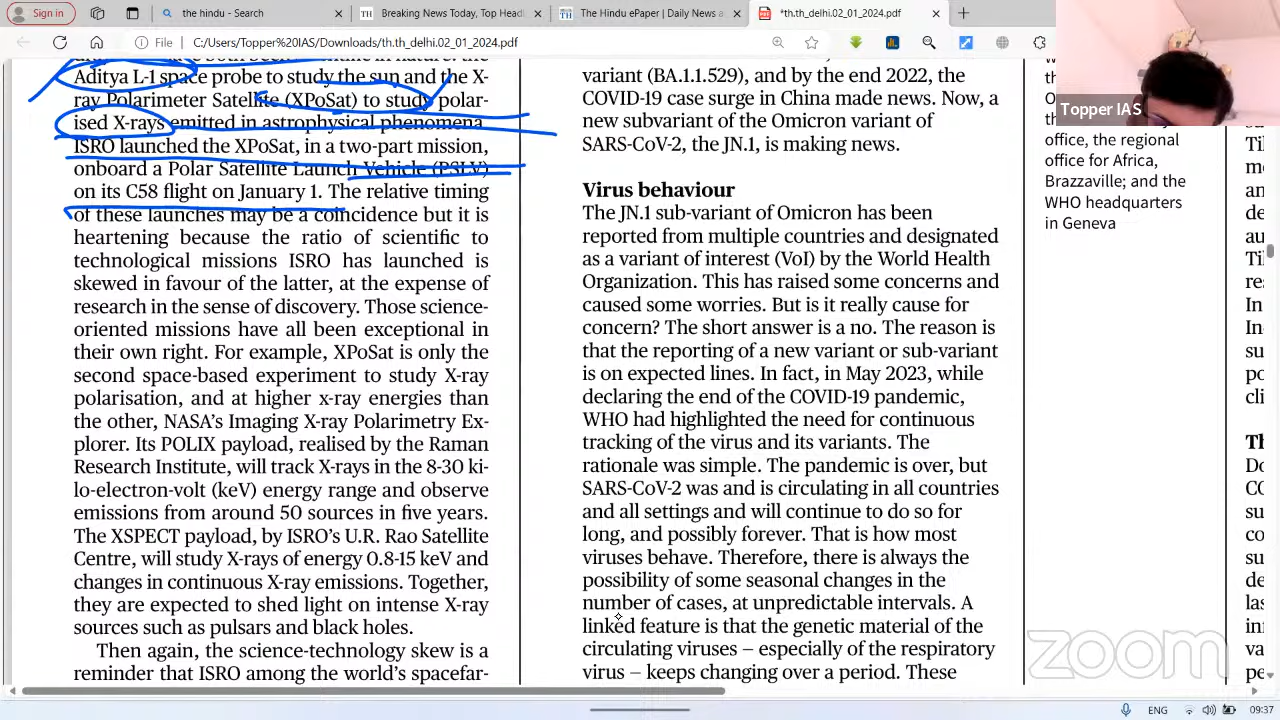 Sign in
the hindu - Search
Breaking News Today, Top Head
The Hindu ePaper | Daily News a
*th.th_delhi.02_01_2024.pdf
File
C:/Users/Topper%20IAS/Downloads/th.th_delhi.02_01_2024.pdf
Aditya L-1 space probe to study the sun and the X-
ray Polarimeter Satellite (XPoSat) to study polar-
ised X-rays emitted in astrophysical phenomena.
ISRO launched the XPoSat, in a two-part mission,
onboard a Polar Satellite Launch Vehicle (PSLV)
on its C58 flight on January 1. The relative timing
of these launches may be a coincidence but it is
heartening because the ratio of scientific to
technological missions ISRO has launched is
skewed in favour of the latter, at the expense of
research in the sense of discovery. Those science-
oriented missions have all been exceptional in
their own right. For example, XPoSat is only the
second space-based experiment to study X-ray
polarisation, and at higher x-ray energies than
the other, NASA's Imaging X-ray Polarimetry Ex-
plorer. Its POLIX payload, realised by the Raman
Research Institute, will track X-rays in the 8-30 ki-
lo-electron-volt (keV) energy range and observe
emissions from around 50 sources in five years.
The XSPECT payload, by ISRO's U.R. Rao Satellite
Centre, will study X-rays of energy 0.8-15 keV and
changes in continuous X-ray emissions. Together,
they are expected to shed light on intense X-ray
sources such as pulsars and black holes.
Then again, the science-technology skew is a
reminder that ISRO among the world's spacefar-
variant (BA.1.1.529), and by the end 2022, the
COVID-19 case surge in China made news. Now, a
new subvariant of the Omicron variant of
SARS-CoV-2, the JN.1, is making news.
Virus behaviour
The JN.1 sub-variant of Omicron has been
reported from multiple countries and designated
as a variant of interest (VoI) by the World Health
Organization. This has raised some concerns and
caused some worries. But is it really cause for
concern? The short answer is a no. The reason is
that the reporting of a new variant or sub-variant
is on expected lines. In fact, in May 2023, while
declaring the end of the COVID-19 pandemic,
WHO had highlighted the need for continuous
tracking of the virus and its variants. The
rationale was simple. The pandemic is over, but
SARS-CoV-2 was and is circulating in all countries
and all settings and will continue to do so for
long, and possibly forever. That is how most
viruses behave. Therefore, there is always the
possibility of some seasonal changes in the
number of cases, at unpredictable intervals. A
linked feature is that the genetic material of the
circulating viruses – especially of the respiratory
virus – keeps changing over a period. These
office, the regional
office for Africa,
Brazzaville; and the
WHO headquarters
in Geneva
Topper IAS
zoom
ENG
09:37